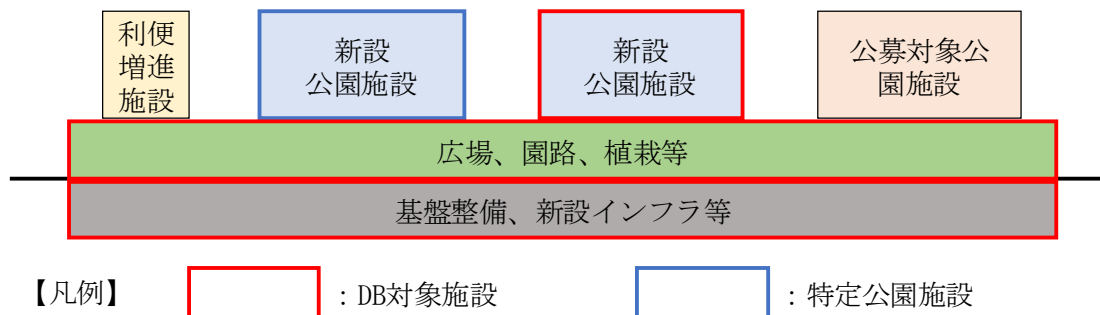 利便
増進
施設
新設
公園施設
新設
公園施設
公募対象公
園施設
広場、園路、植栽等
基盤整備、新設インフラ等
【凡例】
：DB対象施設
：特定公園施設